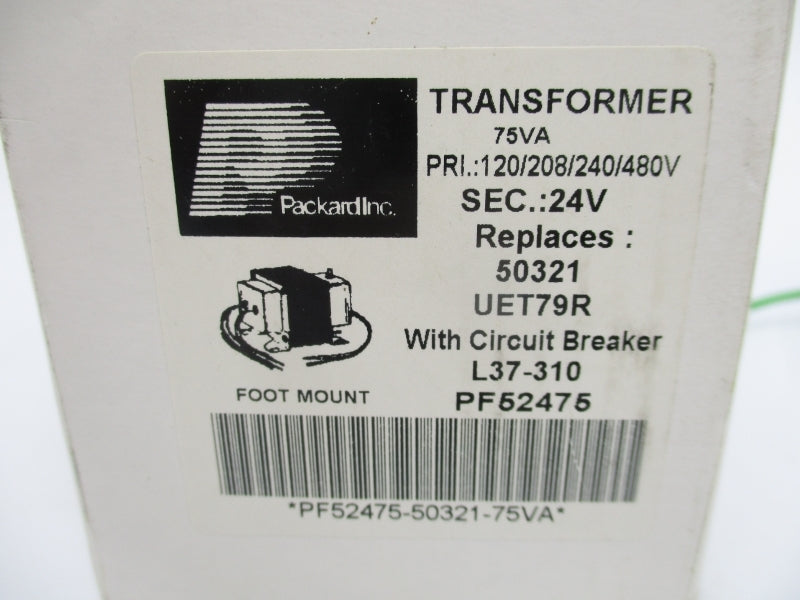 Packard Inc.
TRANSFORMER
75VA
PRI.:120/208/240/480V
SEC.:24V
Replaces :
50321
UET79R
With Circuit Breaker
L37-310
PF52475
FOOT MOUNT
*PF52475-50321-75VA*